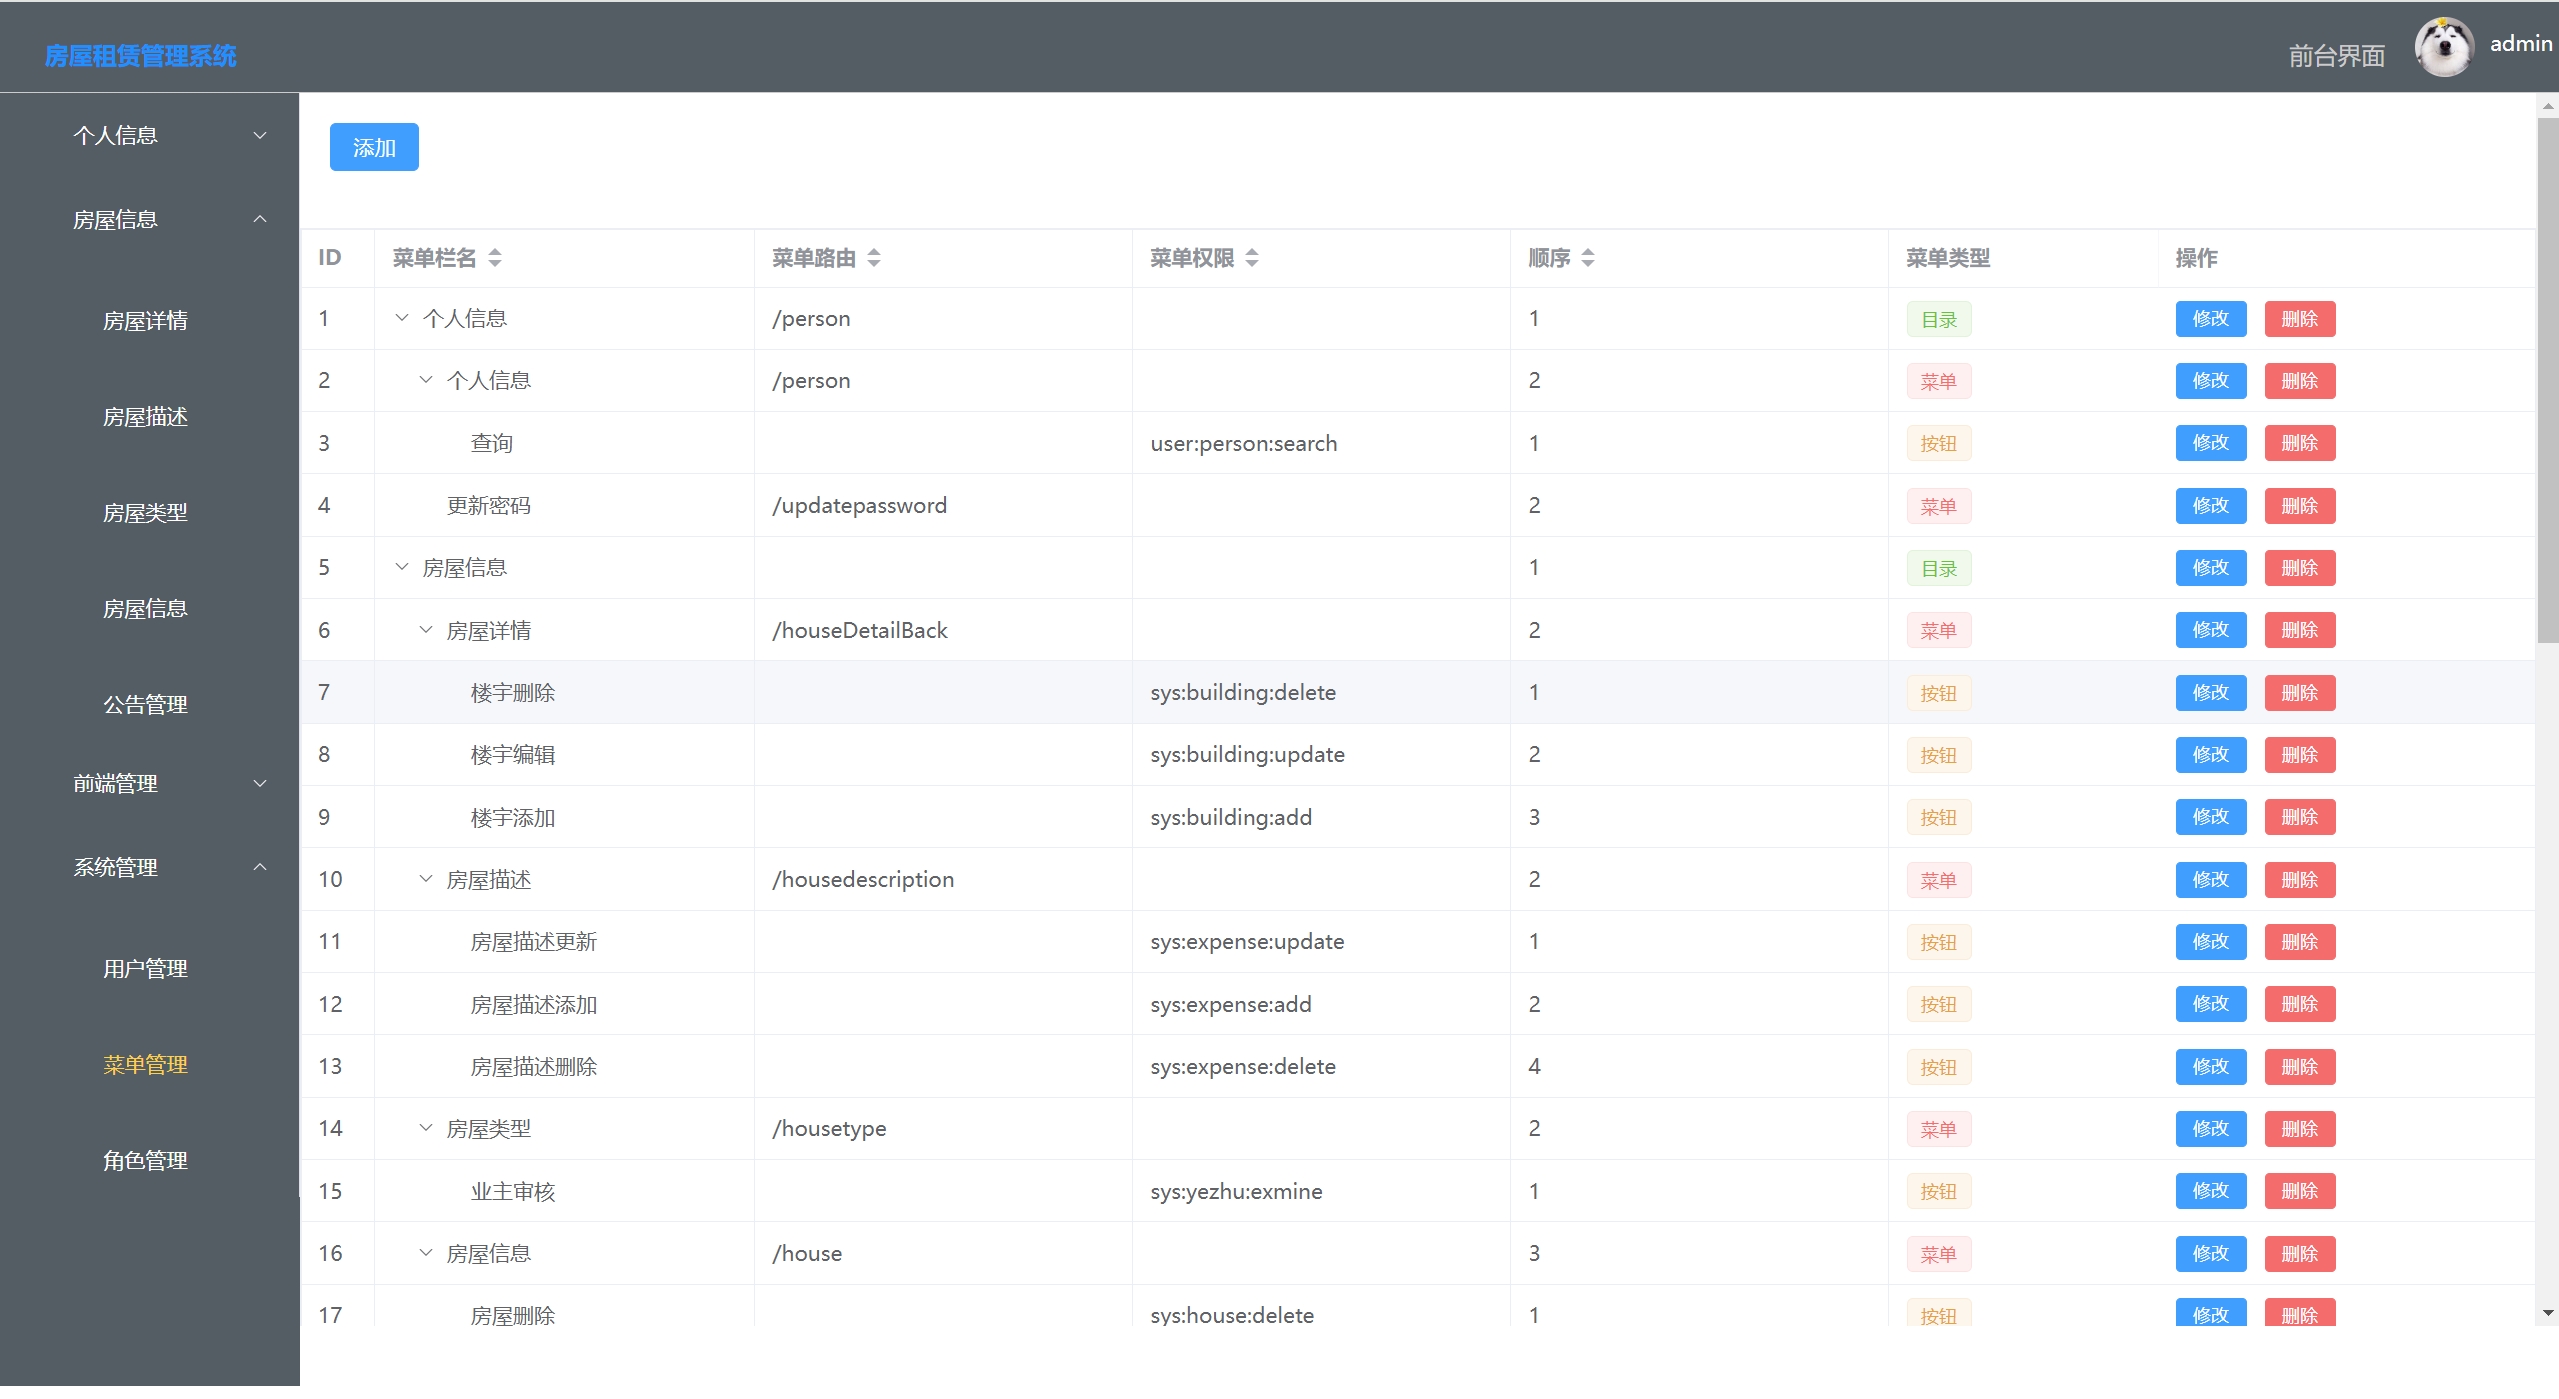 房屋租赁管理系统
前台界面 admin
个人信息
房屋信息
房屋详情
房屋描述
房屋类型
房屋信息
公告管理
前端管理
系统管理
用户管理
菜单管理
角色管理
添加
ID 菜单栏名 菜单路由 菜单权限 顺序 菜单类型 操作
1 个人信息 /person 1 目录 修改 删除
2 个人信息 /person 2 菜单 修改 删除
3 查询 user:person:search 1 按钮 修改 删除
4 更新密码 /updatepassword 2 菜单 修改 删除
5 房屋信息 1 目录 修改 删除
6 房屋详情 /houseDetailBack 2 菜单 修改 删除
7 楼宇删除 sys:building:delete 1 按钮 修改 删除
8 楼宇编辑 sys:building:update 2 按钮 修改 删除
9 楼宇添加 sys:building:add 3 按钮 修改 删除
10 房屋描述 /housedescription 2 菜单 修改 删除
11 房屋描述更新 sys:expense:update 1 按钮 修改 删除
12 房屋描述添加 sys:expense:add 2 按钮 修改 删除
13 房屋描述删除 sys:expense:delete 4 按钮 修改 删除
14 房屋类型 /housetype 2 菜单 修改 删除
15 业主审核 sys:yezhu:exmine 1 按钮 修改 删除
16 房屋信息 /house 3 菜单 修改 删除
17 房屋删除 sys:house:delete 1 按钮 修改 删除